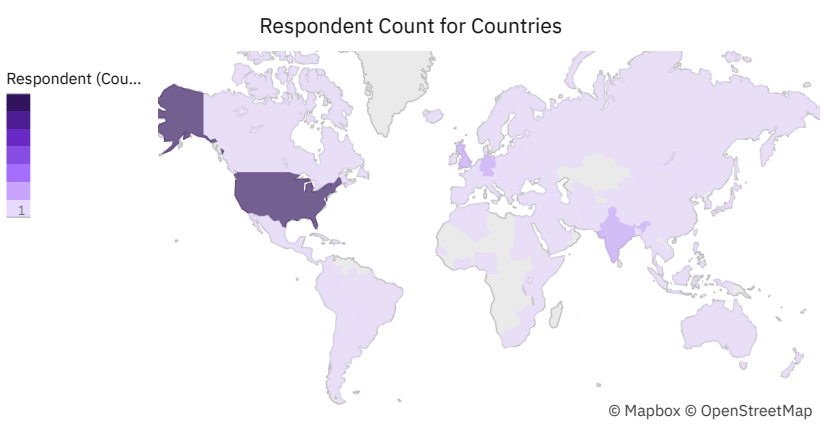 Respondent Count for Countries
Respondent (Cou...
1
© Mapbox © OpenStreetMap